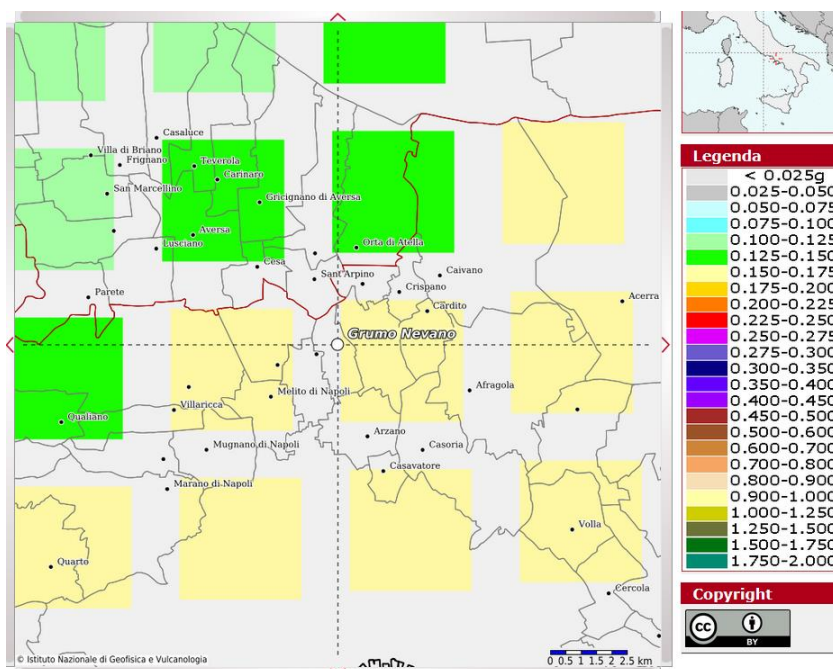 Casaluce
Villa di Briano
Frignano
Teverola
Carinaro
San Marcellino
Gricignano di Aversa
Aversa
Lusciano
Orta di Atella
Cesa
Sant'Arpino
Caivano
Crispano
Parete
Acerra
Cardito
Grumo Nevano
Afragola
Melito di Napoli
Villaricca
Qualiano
Arzano
Mugnano di Napoli
Casoria
Casavatore
Marano di Napoli
Volla
Quarto
Cercola
© Istituto Nazionale di Geofisica e Vulcanologia
0 0.5 1 1.5 2 2.5 km
Legenda
< 0.025g
0.025-0.050
0.050-0.075
0.075-0.100
0.100-0.125
0.125-0.150
0.150-0.175
0.175-0.200
0.200-0.225
0.225-0.250
0.250-0.275
0.275-0.300
0.300-0.350
0.350-0.400
0.400-0.450
0.450-0.500
0.500-0.600
0.600-0.700
0.700-0.800
0.800-0.900
0.900-1.000
1.000-1.250
1.250-1.500
1.500-1.750
1.750-2.000
Copyright
cc
BY